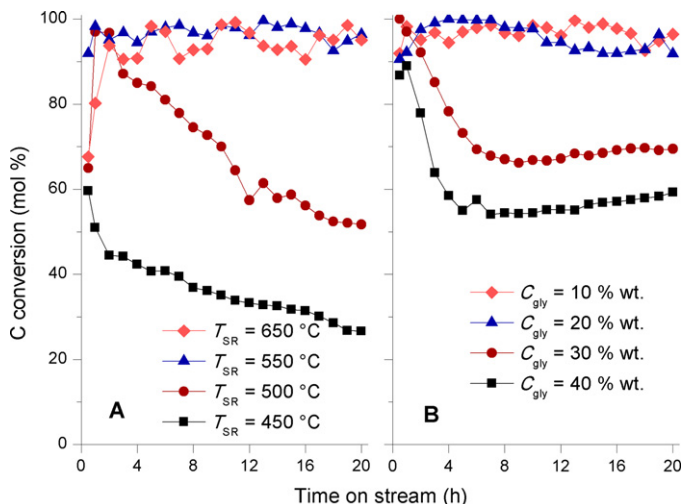 C conversion (mol %)
100
80
60
40
20
0
T_SR = 650 °C
T_SR = 550 °C
T_SR = 500 °C
T_SR = 450 °C
A
C_gly = 10 % wt.
C_gly = 20 % wt.
C_gly = 30 % wt.
C_gly = 40 % wt.
B
0 4 8 12 16 20 0 4 8 12 16 20
Time on stream (h)